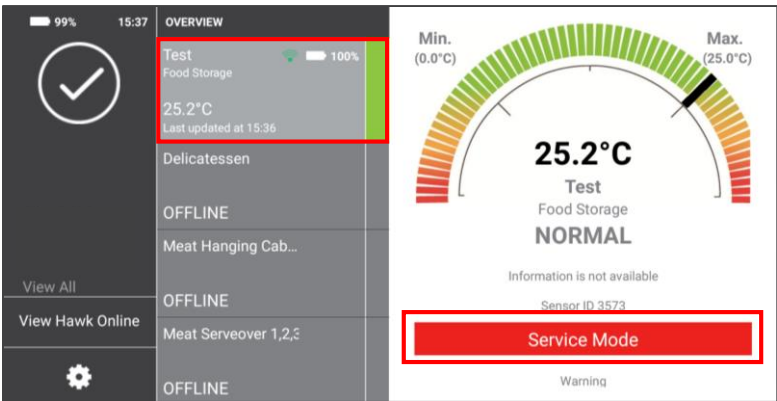 99% 15:37
View All
View Hawk Online
OVERVIEW
Test 100%
Food Storage
25.2°C
Last updated at 15:36
Delicatessen
OFFLINE
Meat Hanging Cab...
OFFLINE
Meat Serveover 1,2,3
OFFLINE
Min. Max.
(0.0°C) (25.0°C)
25.2°C
Test
Food Storage
NORMAL
Information is not available
Sensor ID 3573
Service Mode
Warning